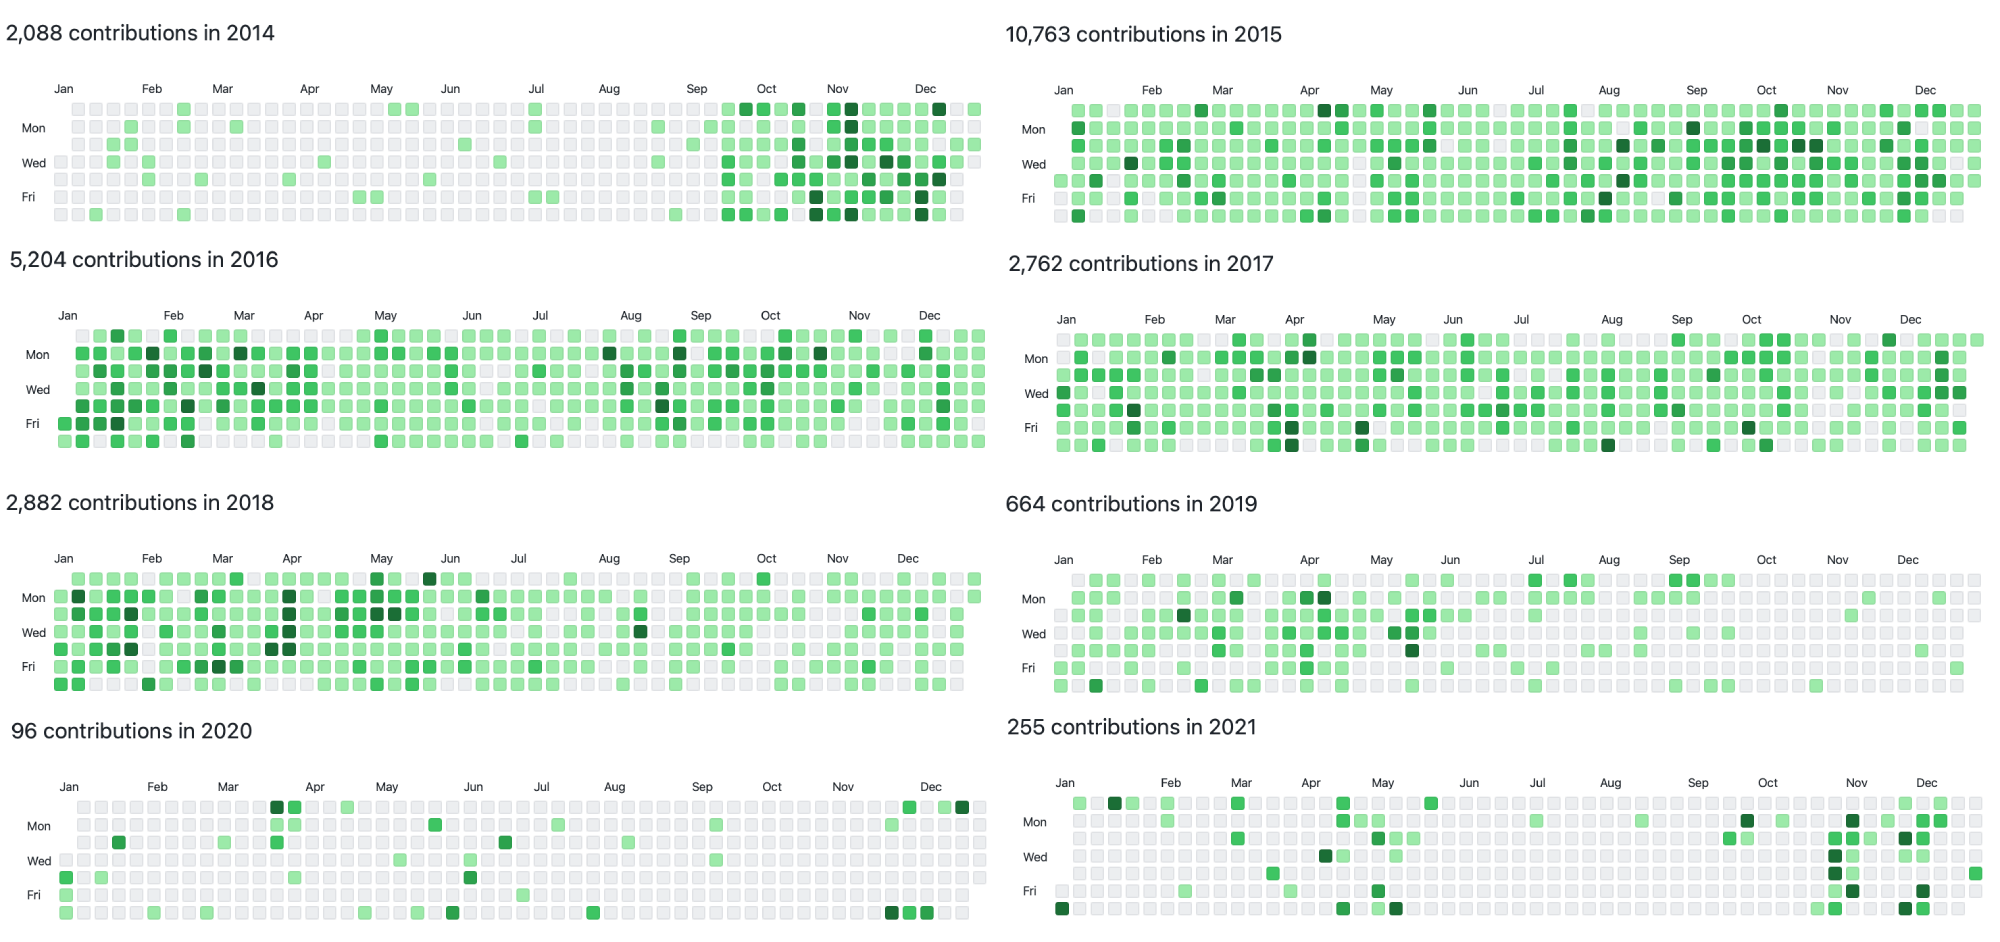 2,088 contributions in 2014
Jan Feb Mar Apr May Jun Jul Aug Sep Oct Nov Dec
Mon
Wed
Fri
10,763 contributions in 2015
Jan Feb Mar Apr May Jun Jul Aug Sep Oct Nov Dec
Mon
Wed
Fri
5,204 contributions in 2016
Jan Feb Mar Apr May Jun Jul Aug Sep Oct Nov Dec
Mon
Wed
Fri
2,762 contributions in 2017
Jan Feb Mar Apr May Jun Jul Aug Sep Oct Nov Dec
Mon
Wed
Fri
2,882 contributions in 2018
Jan Feb Mar Apr May Jun Jul Aug Sep Oct Nov Dec
Mon
Wed
Fri
664 contributions in 2019
Jan Feb Mar Apr May Jun Jul Aug Sep Oct Nov Dec
Mon
Wed
Fri
96 contributions in 2020
Jan Feb Mar Apr May Jun Jul Aug Sep Oct Nov Dec
Mon
Wed
Fri
255 contributions in 2021
Jan Feb Mar Apr May Jun Jul Aug Sep Oct Nov Dec
Mon
Wed
Fri